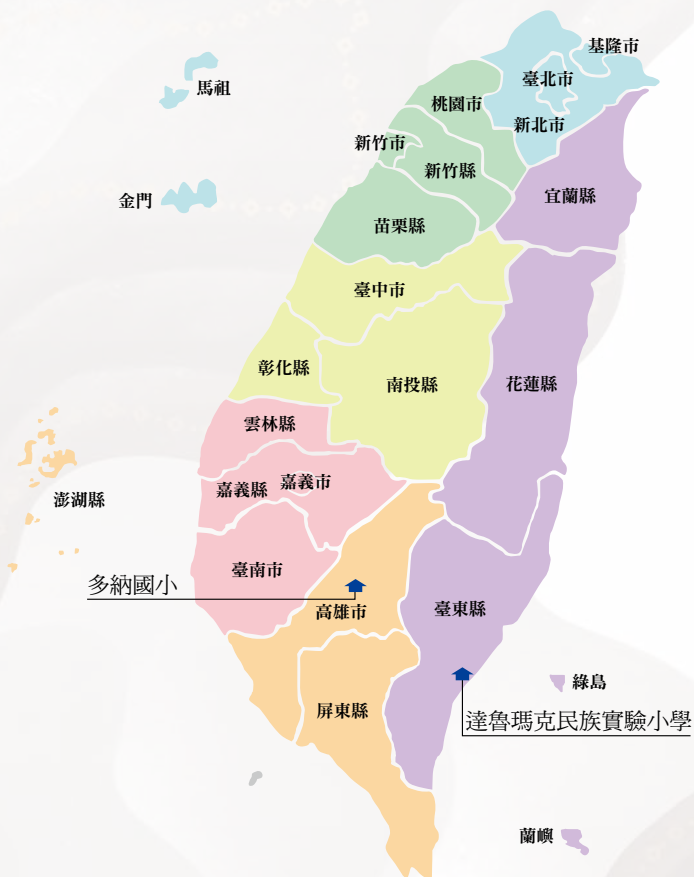 基隆市
臺北市
馬祖
桃園市
新北市
新竹市
新竹縣
宜蘭縣
金門
苗栗縣
臺中市
彰化縣
南投縣
花蓮縣
雲林縣
嘉義縣
嘉義市
澎湖縣
臺南市
多納國小
高雄市
臺東縣
綠島
屏東縣
達魯瑪克民族實驗小學
蘭嶼